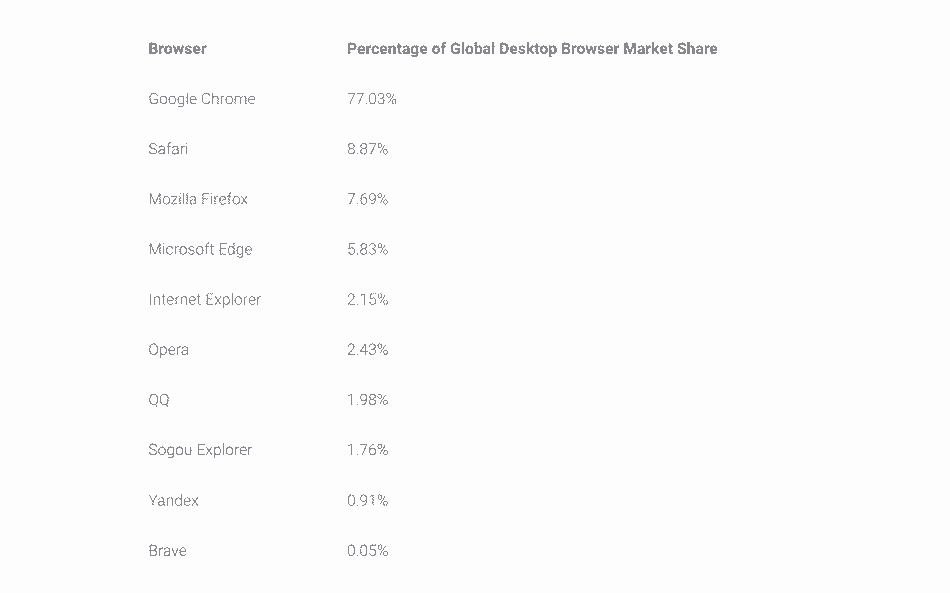 Browser Percentage of Global Desktop Browser Market Share
Google Chrome 77.03%
Safari 8.87%
Mozilla Firefox 7.69%
Microsoft Edge 5.83%
Internet Explorer 2.15%
Opera 2.43%
QQ 1.98%
Sogou Explorer 1.76%
Yandex 0.91%
Brave 0.05%